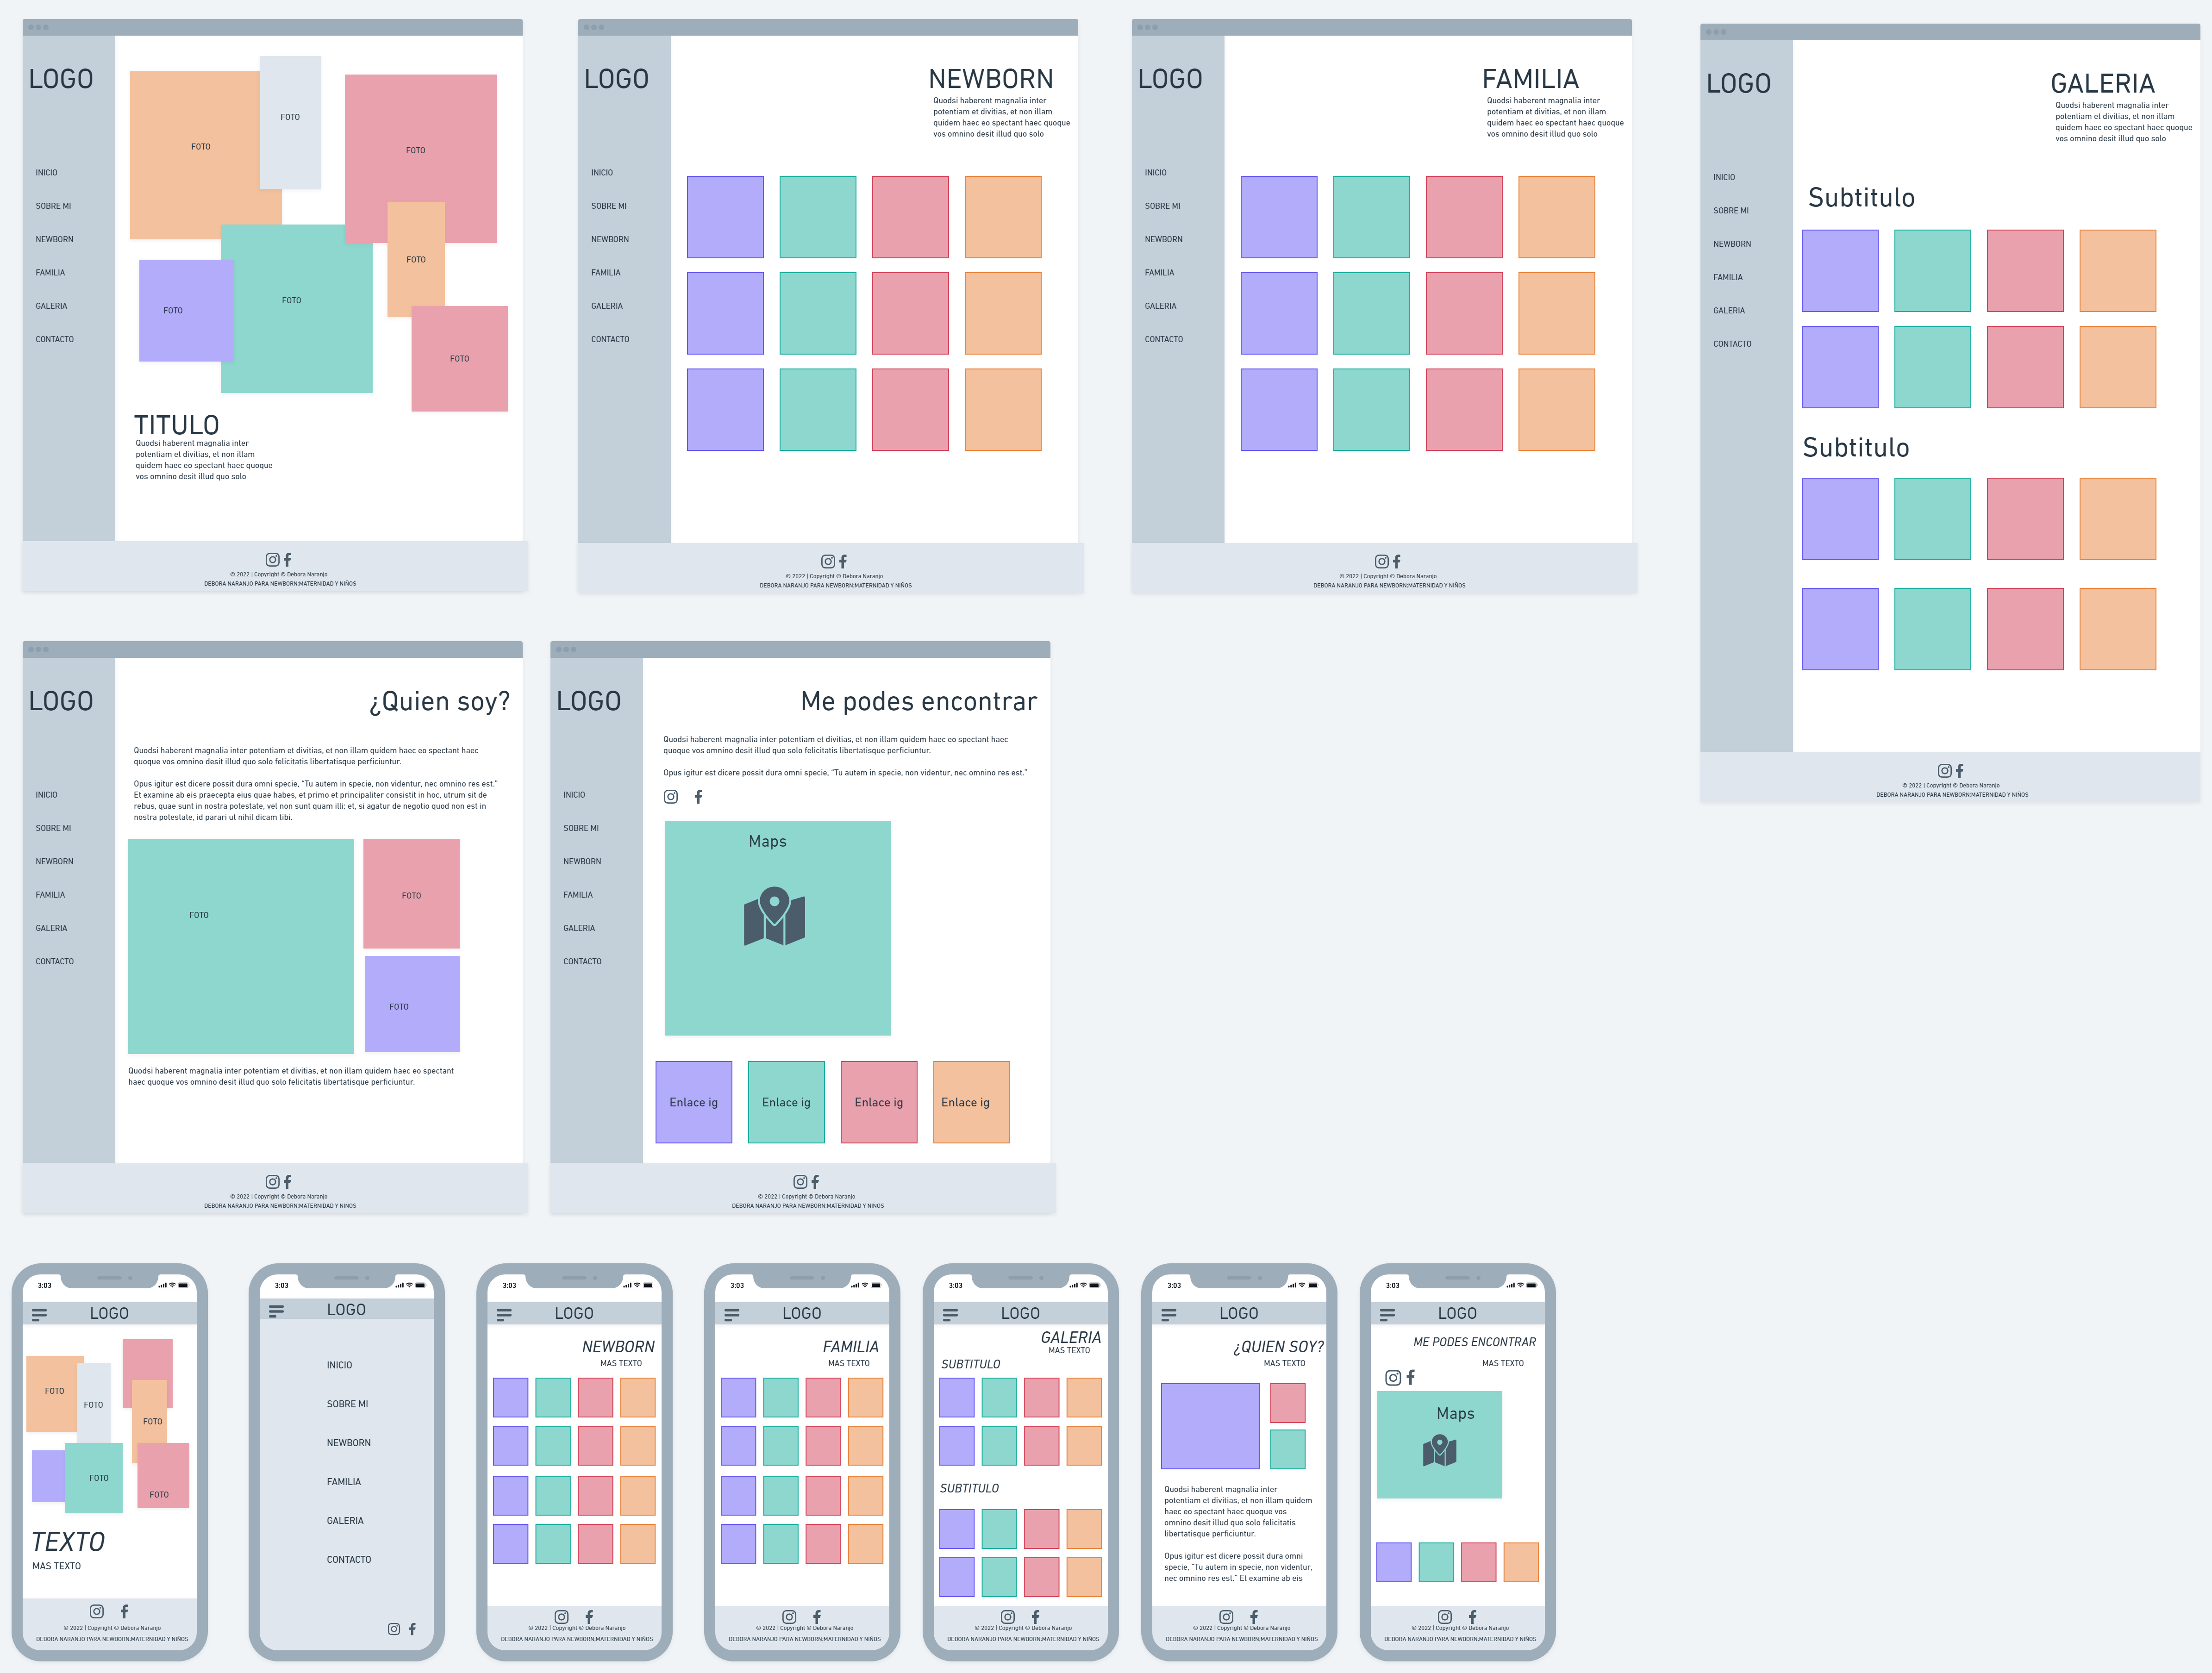 LOGO
INICIO
SOBRE MI
NEWBORN
FAMILIA
GALERIA
CONTACTO
FOTO
FOTO
FOTO
FOTO
FOTO
FOTO
FOTO
TITULO
Quodsi haberent magnalia inter
potentiam et divitias, et non illam
quidem haec eo spectant haec quoque
vos omnino desit illud quo solo
© 2022 | Copyright © Debora Naranjo
DEBORA NARANJO PARA NEWBORN:MATERNIDAD Y NIÑOS
LOGO
INICIO
SOBRE MI
NEWBORN
FAMILIA
GALERIA
CONTACTO
NEWBORN
Quodsi haberent magnalia inter
potentiam et divitias, et non illam
quidem haec eo spectant haec quoque
vos omnino desit illud quo solo
© 2022 | Copyright © Debora Naranjo
DEBORA NARANJO PARA NEWBORN:MATERNIDAD Y NIÑOS
LOGO
INICIO
SOBRE MI
NEWBORN
FAMILIA
GALERIA
CONTACTO
FAMILIA
Quodsi haberent magnalia inter
potentiam et divitias, et non illam
quidem haec eo spectant haec quoque
vos omnino desit illud quo solo
© 2022 | Copyright © Debora Naranjo
DEBORA NARANJO PARA NEWBORN:MATERNIDAD Y NIÑOS
LOGO
INICIO
SOBRE MI
NEWBORN
FAMILIA
GALERIA
CONTACTO
GALERIA
Quodsi haberent magnalia inter
potentiam et divitias, et non illam
quidem haec eo spectant haec quoque
vos omnino desit illud quo solo
Subtitulo
Subtitulo
© 2022 | Copyright © Debora Naranjo
DEBORA NARANJO PARA NEWBORN:MATERNIDAD Y NIÑOS
LOGO
INICIO
SOBRE MI
NEWBORN
FAMILIA
GALERIA
CONTACTO
¿Quien soy?
Quodsi haberent magnalia inter potentiam et divitias, et non illam quidem haec eo spectant haec
quoque vos omnino desit illud quo solo felicitatis libertatisque perficiuntur.
Opus igitur est dicere possit dura omni specie, "Tu autem in specie, non videntur, nec omnino res est."
Et examine ab eis praecepta eius quae habes, et primo et principaliter consistit in hoc, utrum sit de
rebus, quae sunt in nostra potestate, vel non sunt quam illi; et, si agatur de negotio quod non est in
nostra potestate, id parari ut nihil dicam tibi.
FOTO
FOTO
FOTO
Quodsi haberent magnalia inter potentiam et divitias, et non illam quidem haec eo spectant
haec quoque vos omnino desit illud quo solo felicitatis libertatisque perficiuntur.
© 2022 | Copyright © Debora Naranjo
DEBORA NARANJO PARA NEWBORN:MATERNIDAD Y NIÑOS
LOGO
INICIO
SOBRE MI
NEWBORN
FAMILIA
GALERIA
CONTACTO
Me podes encontrar
Quodsi haberent magnalia inter potentiam et divitias, et non illam quidem haec eo spectant haec
quoque vos omnino desit illud quo solo felicitatis libertatisque perficiuntur.
Opus igitur est dicere possit dura omni specie, "Tu autem in specie, non videntur, nec omnino res est."
Maps
Enlace ig
Enlace ig
Enlace ig
Enlace ig
© 2022 | Copyright © Debora Naranjo
DEBORA NARANJO PARA NEWBORN:MATERNIDAD Y NIÑOS
3:03
LOGO
FOTO
FOTO
FOTO
FOTO
FOTO
TEXTO
MAS TEXTO
© 2022 | Copyright © Debora Naranjo
DEBORA NARANJO PARA NEWBORN:MATERNIDAD Y NIÑOS
3:03
LOGO
INICIO
SOBRE MI
NEWBORN
FAMILIA
GALERIA
CONTACTO
3:03
LOGO
NEWBORN
MAS TEXTO
© 2022 | Copyright © Debora Naranjo
DEBORA NARANJO PARA NEWBORN:MATERNIDAD Y NIÑOS
3:03
LOGO
FAMILIA
MAS TEXTO
© 2022 | Copyright © Debora Naranjo
DEBORA NARANJO PARA NEWBORN:MATERNIDAD Y NIÑOS
3:03
LOGO
GALERIA
MAS TEXTO
SUBTITULO
SUBTITULO
© 2022 | Copyright © Debora Naranjo
DEBORA NARANJO PARA NEWBORN:MATERNIDAD Y NIÑOS
3:03
LOGO
¿QUIEN SOY?
MAS TEXTO
Quodsi haberent magnalia inter
potentiam et divitias, et non illam quidem
haec eo spectant haec quoque vos
omnino desit illud quo solo felicitatis
libertatisque perficiuntur.
Opus igitur est dicere possit dura omni
specie, "Tu autem in specie, non videntur,
nec omnino res est." Et examine ab eis
© 2022 | Copyright © Debora Naranjo
DEBORA NARANJO PARA NEWBORN:MATERNIDAD Y NIÑOS
3:03
LOGO
ME PODES ENCONTRAR
MAS TEXTO
Maps
© 2022 | Copyright © Debora Naranjo
DEBORA NARANJO PARA NEWBORN:MATERNIDAD Y NIÑOS